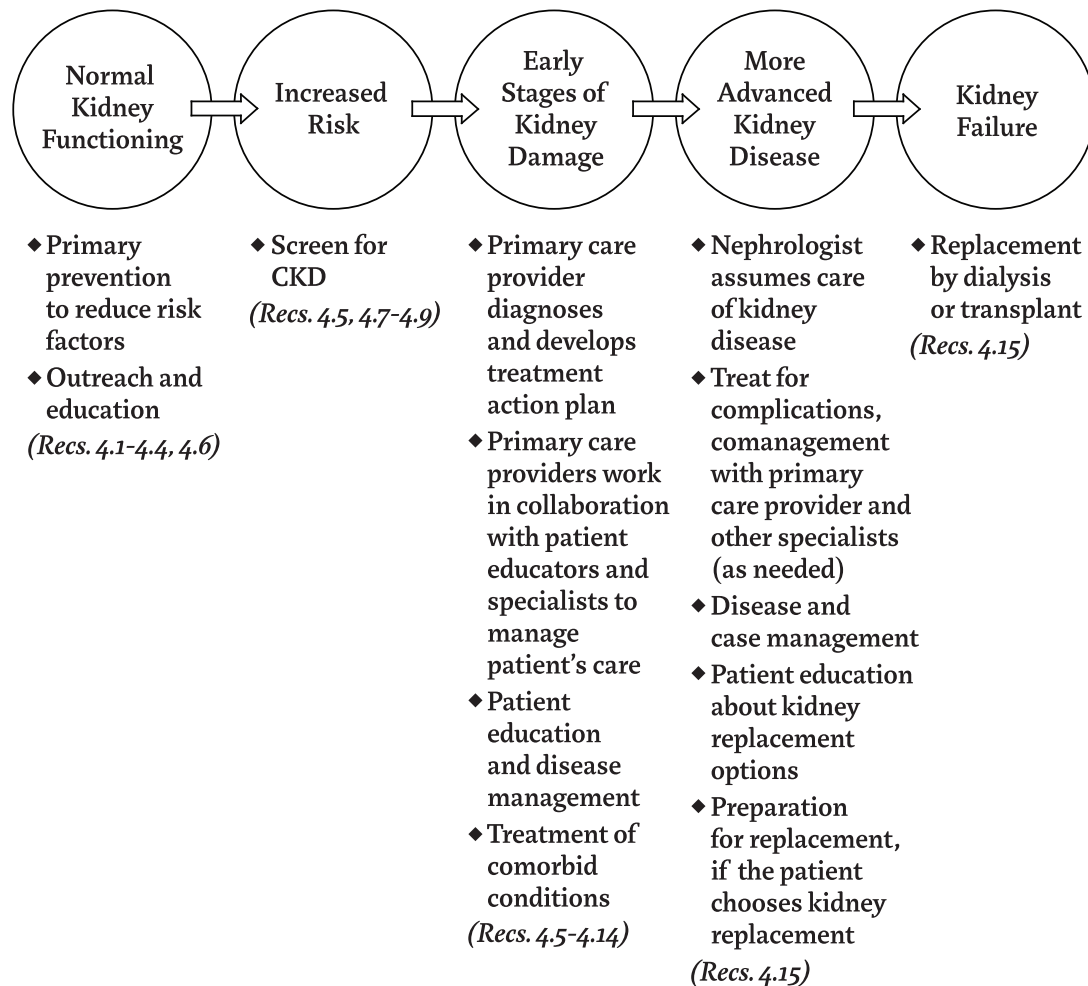 Normal
Kidney
Functioning
Increased
Risk
Early
Stages of
Kidney
Damage
More
Advanced
Kidney
Disease
Kidney
Failure
◆ Primary
prevention
to reduce risk
factors
◆ Outreach and
education
(Recs. 4.1-4.4, 4.6)
◆ Screen for
CKD
(Recs. 4.5, 4.7-4.9)
◆ Primary care
provider
diagnoses
and develops
treatment
action plan
◆ Primary care
providers work
in collaboration
with patient
educators and
specialists to
manage
patient's care
◆ Patient
education
and disease
management
◆ Treatment of
comorbid
conditions
(Recs. 4.5-4.14)
◆ Nephrologist
assumes care
of kidney
disease
◆ Treat for
complications,
comanagement
with primary
care provider and
other specialists
(as needed)
◆ Disease and
case management
◆ Patient education
about kidney
replacement
options
◆ Preparation
for replacement,
if the patient
chooses kidney
replacement
(Recs. 4.15)
◆ Replacement
by dialysis
or transplant
(Recs. 4.15)